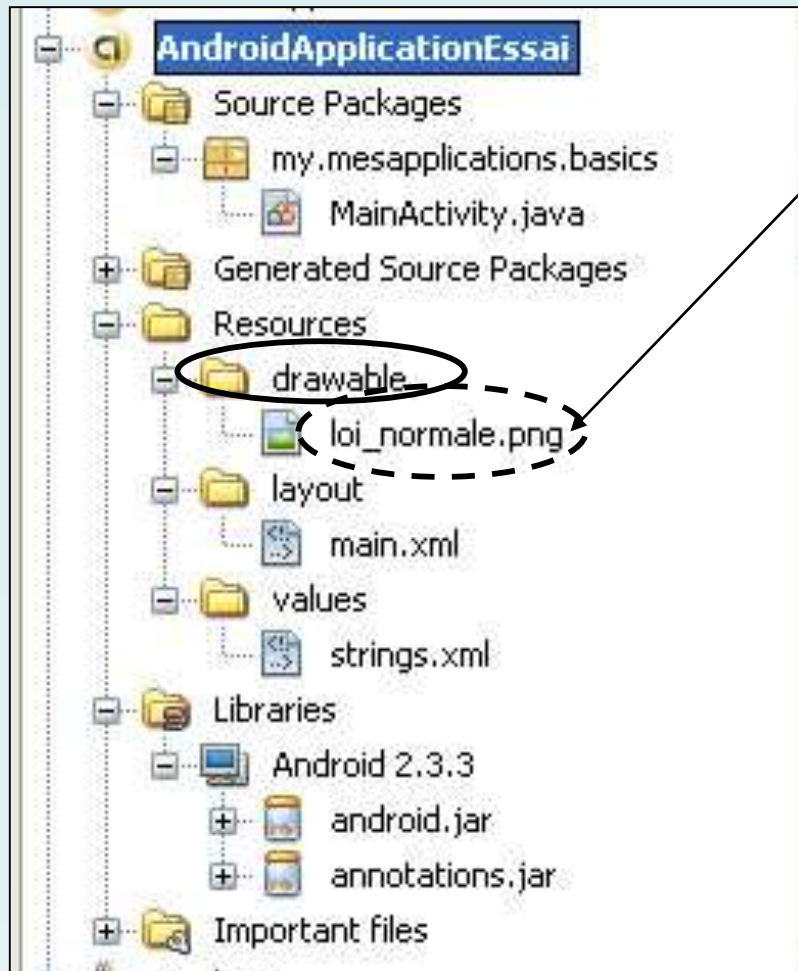 AndroidApplicationEssai
Source Packages
my.mesapplications.basics
MainActivity.java
Generated Source Packages
Resources
drawable
loi_normale.png
layout
main.xml
values
strings.xml
Libraries
Android 2.3.3
android.jar
annotations.jar
Important files